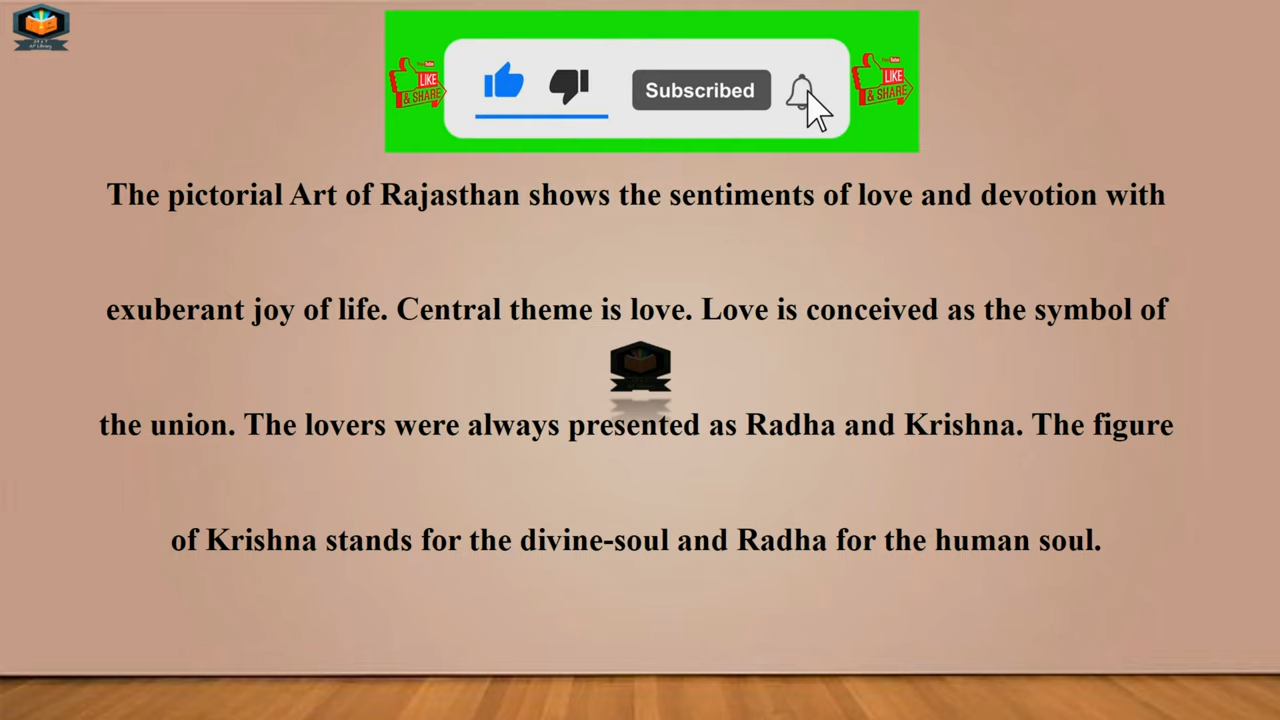 YouTube
LIKE
& SHARE
Subscribed
YouTube
LIKE
& SHARE
The pictorial Art of Rajasthan shows the sentiments of love and devotion with
exuberant joy of life. Central theme is love. Love is conceived as the symbol of
the union. The lovers were always presented as Radha and Krishna. The figure
of Krishna stands for the divine-soul and Radha for the human soul.